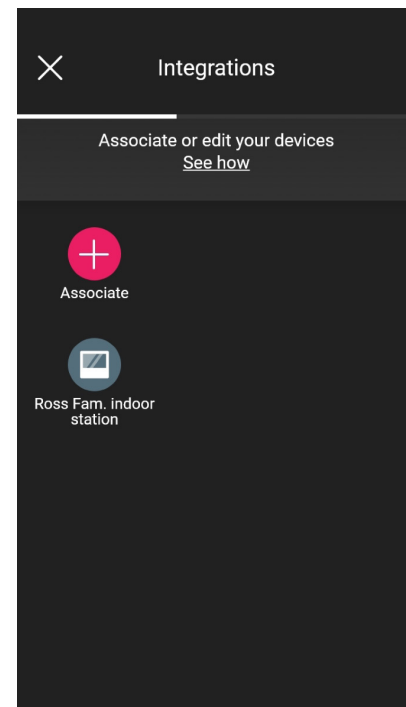 Integrations
Associate or edit your devices
See how
Associate
Ross Fam. indoor
station